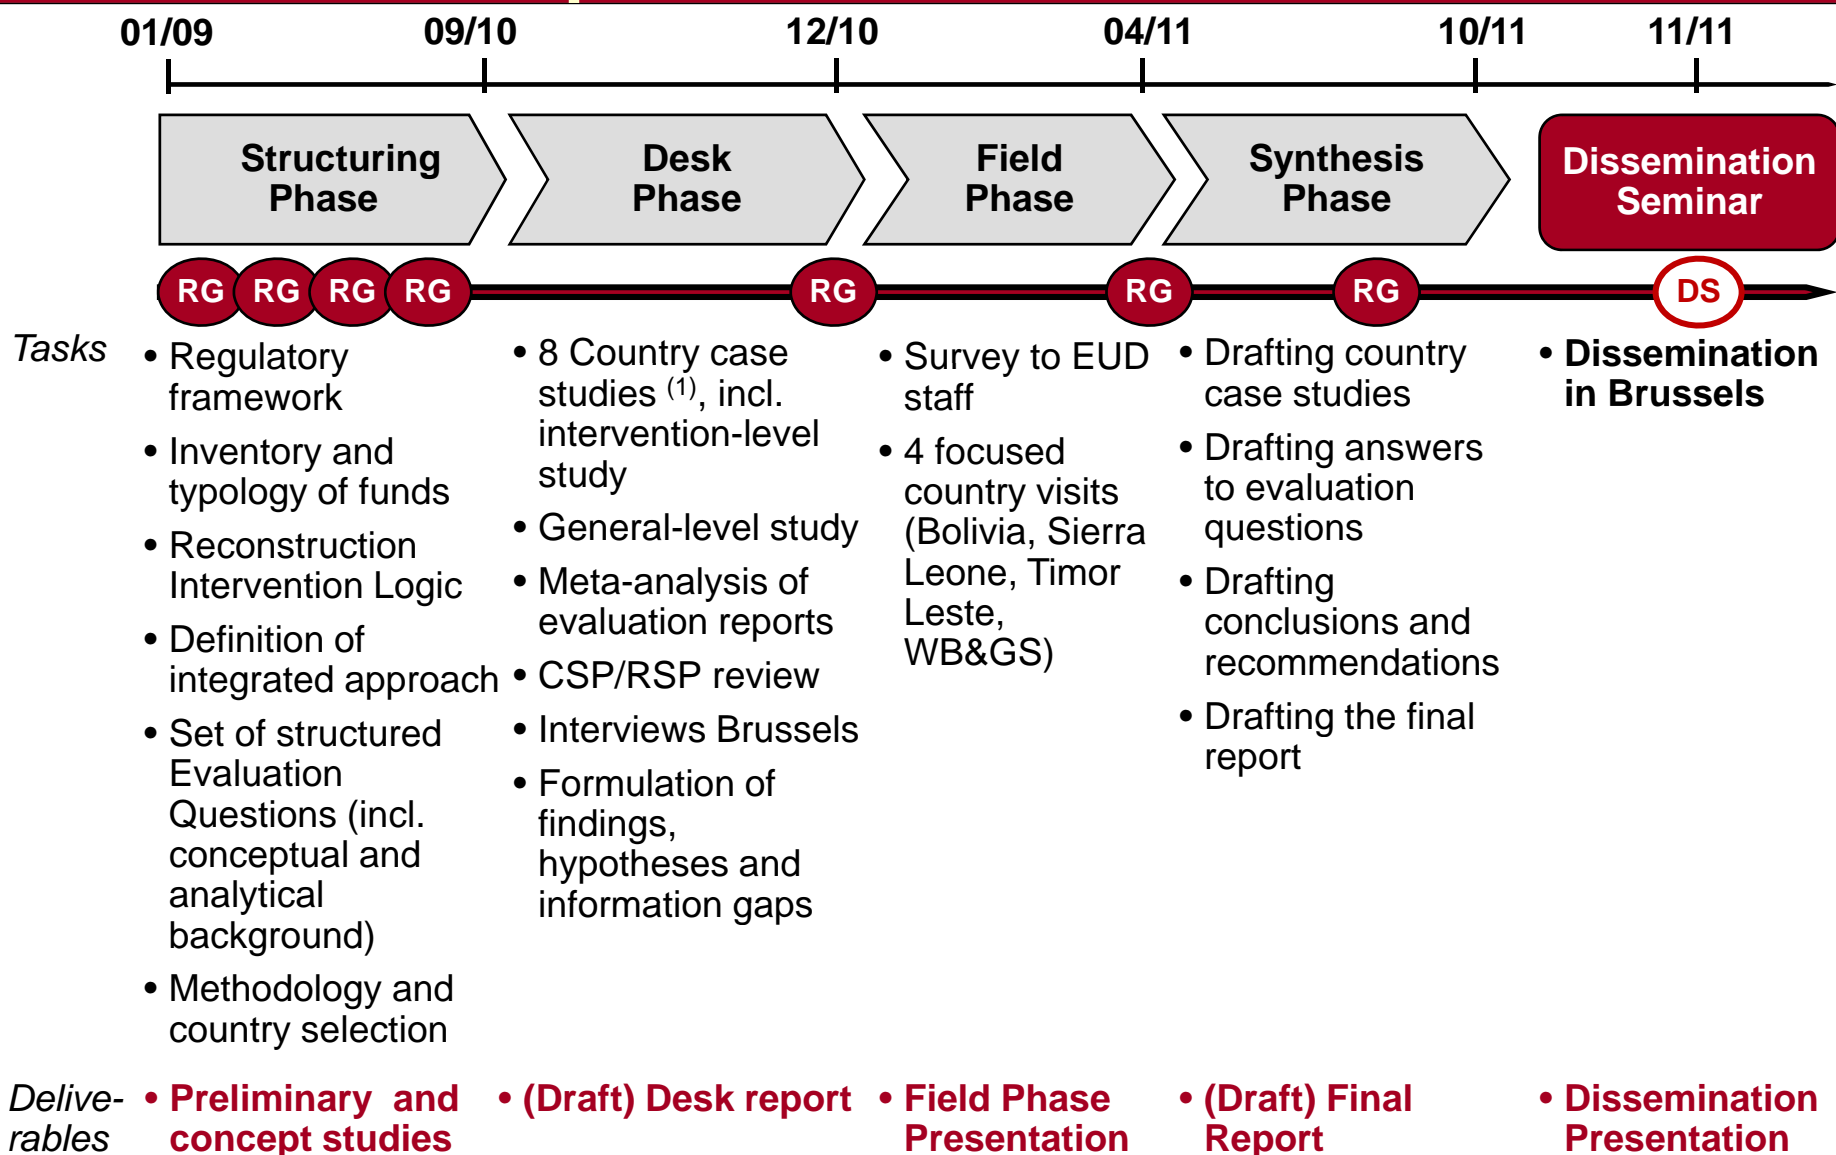 01/09 09/10 12/10 04/11 10/11 11/11
Structuring
Phase
Desk
Phase
Field
Phase
Synthesis
Phase
Dissemination
Seminar
RG RG RG RG RG RG RG DS
Tasks
• Regulatory
framework
• Inventory and
typology of funds
• Reconstruction
Intervention Logic
• Definition of
integrated approach
• Set of structured
Evaluation
Questions (incl.
conceptual and
analytical
background)
• Methodology and
country selection
• 8 Country case
studies (1), incl.
intervention-level
study
• General-level study
• Meta-analysis of
evaluation reports
• CSP/RSP review
• Interviews Brussels
• Formulation of
findings,
hypotheses and
information gaps
• Survey to EUD
staff
• 4 focused
country visits
(Bolivia, Sierra
Leone, Timor
Leste,
WB&GS)
• Drafting country
case studies
• Drafting answers
to evaluation
questions
• Drafting
conclusions and
recommendations
• Drafting the final
report
• Dissemination
in Brussels
Delive-
rables
• Preliminary and
concept studies
• (Draft) Desk report
• Field Phase
Presentation
• (Draft) Final
Report
• Dissemination
Presentation